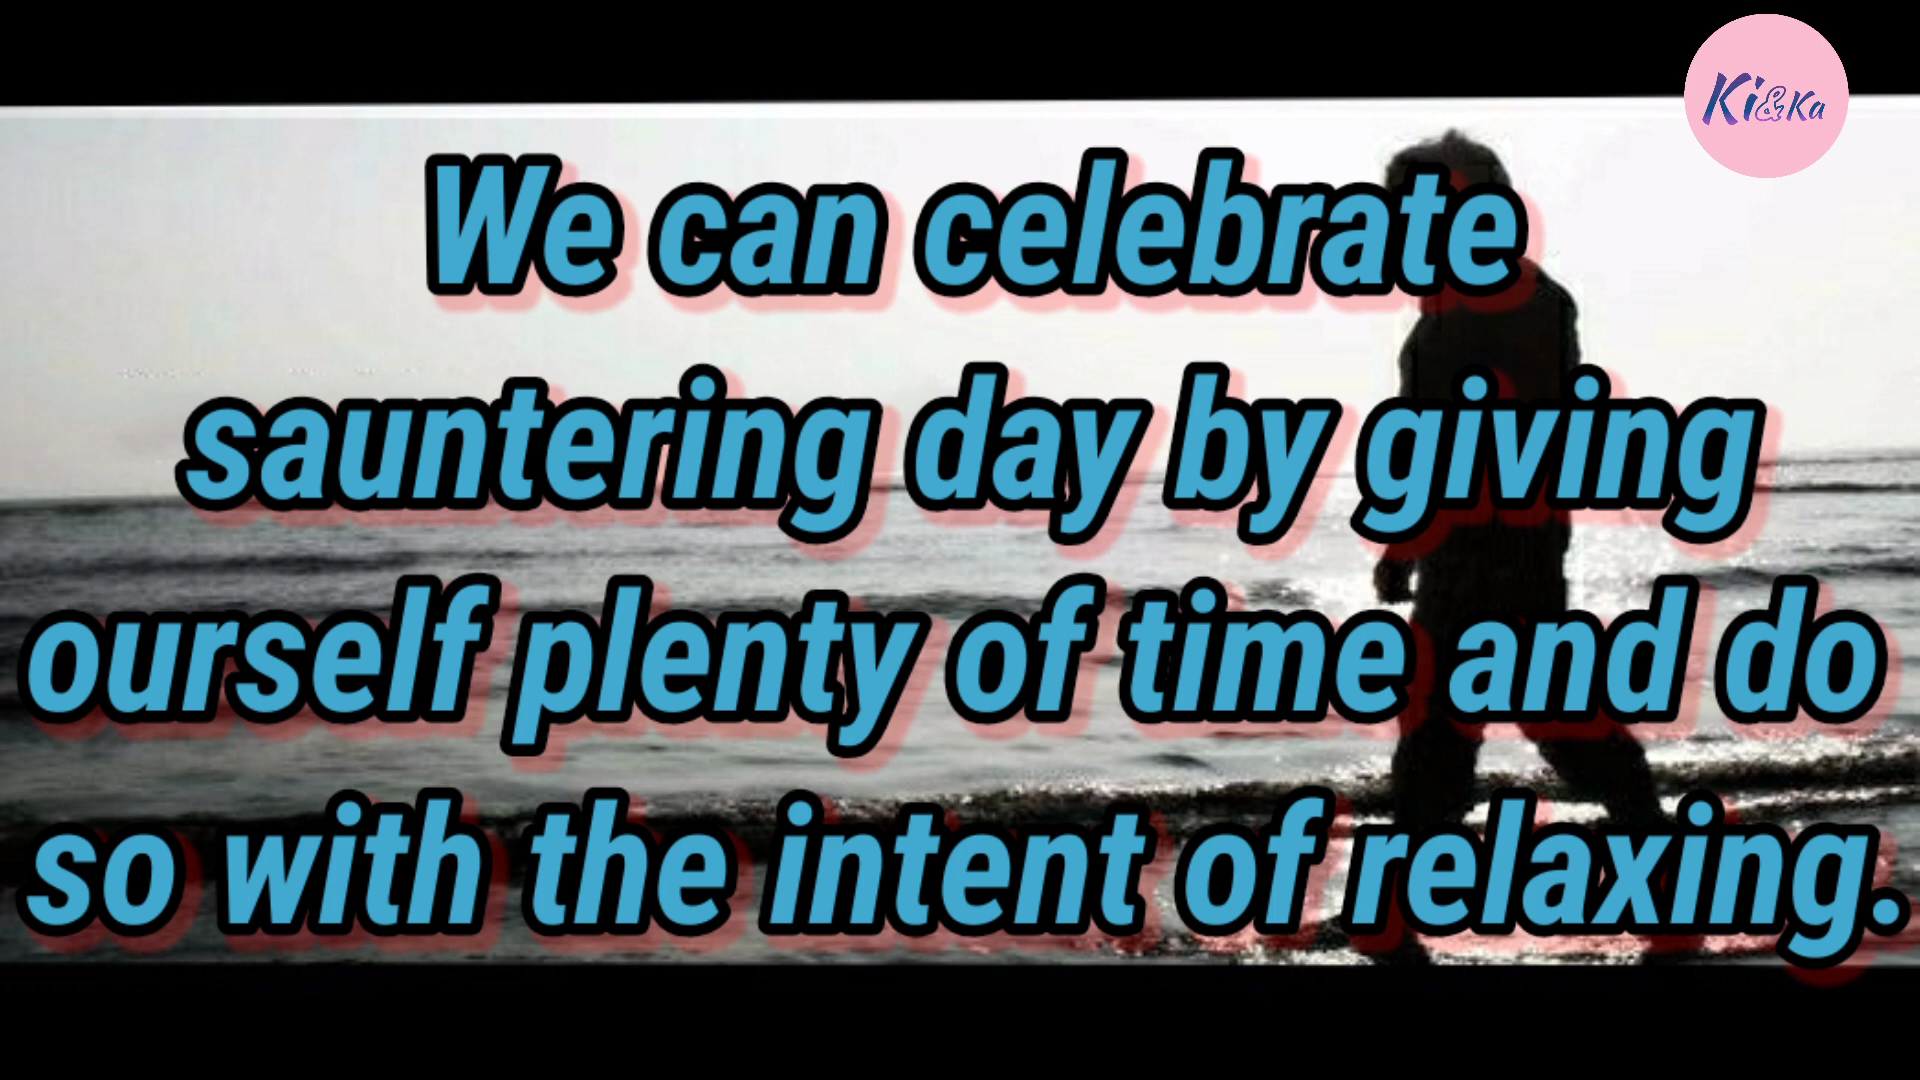 Ki&Ka
We can celebrate
sauntering day by giving
ourself plenty of time and do
so with the intent of relaxing.